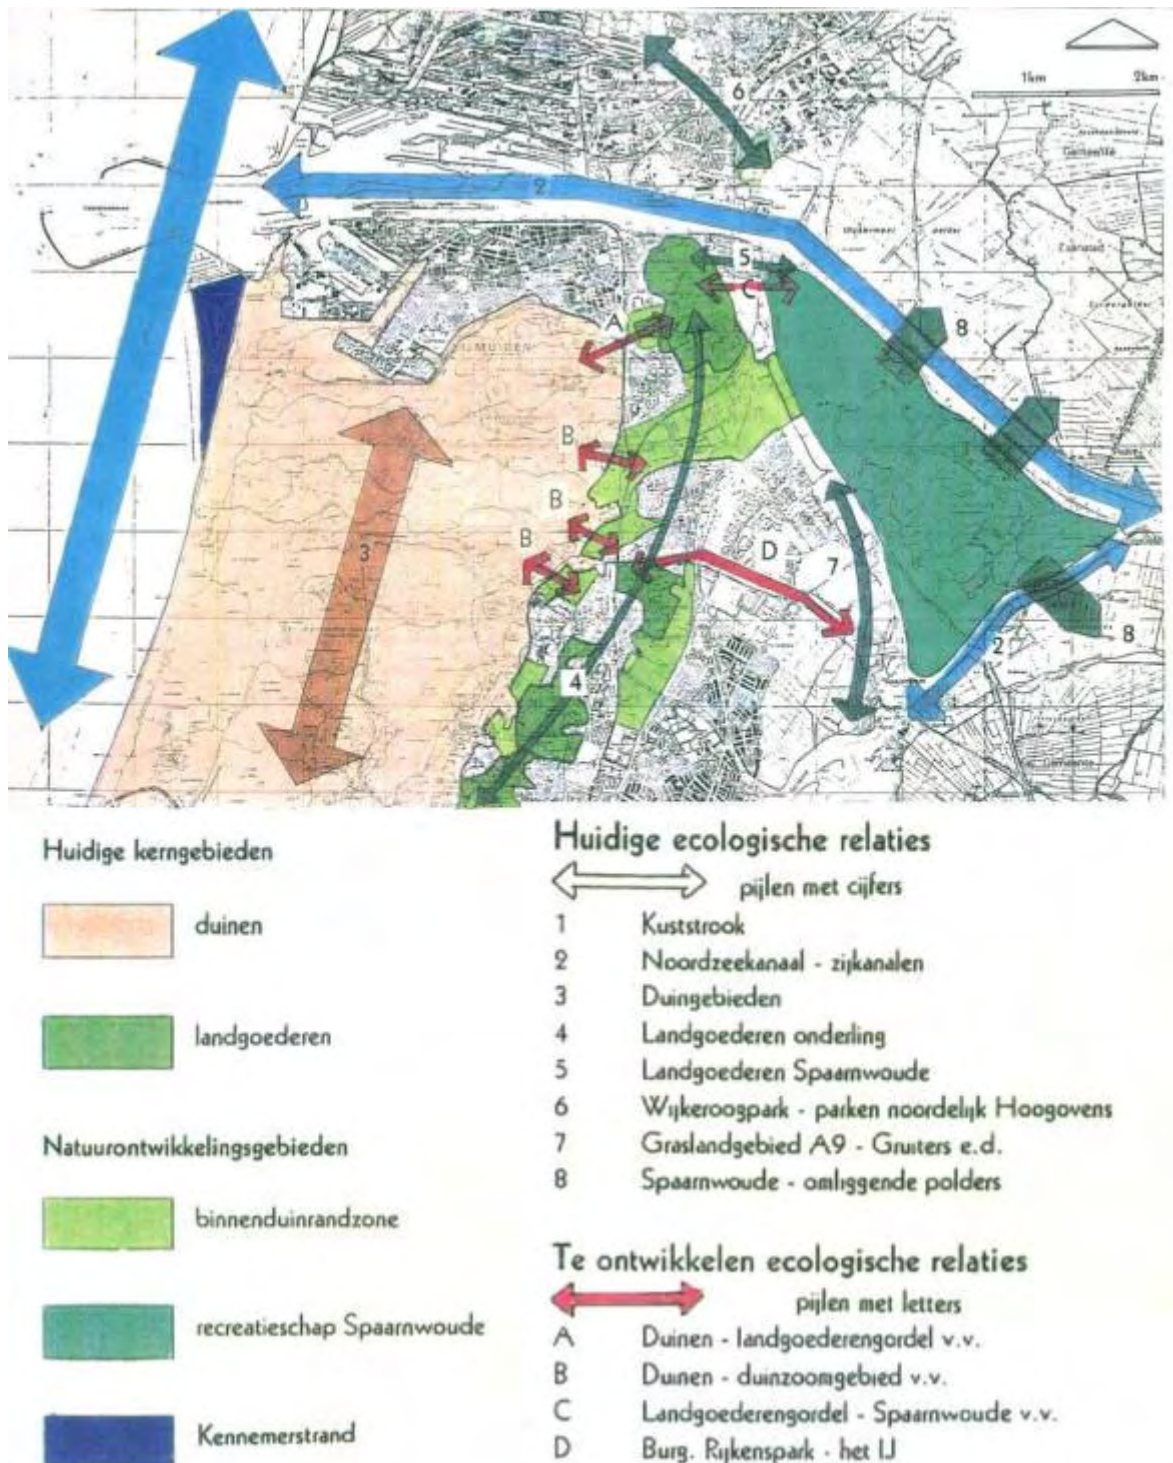 1km 2km
6
2
5
C
8
A
IJMUIDEN
B
B
B
D
3
7
4
2
8
Gemeente
Huidige kerngebieden
duinen
landgoederen
Natuurontwikkelingsgebieden
binnenduinrandzone
recreatieschap Spaarnwoude
Kennemerstrand
Huidige ecologische relaties
pijlen met cijfers
1 Kuststrook
2 Noordzeekanaal - zijkanalen
3 Duingebieden
4 Landgoederen onderling
5 Landgoederen Spaarnwoude
6 Wijkeroogpark - parken noordelijk Hoogovens
7 Graslandgebied A9 - Gruiters e.d.
8 Spaarnwoude - omliggende polders
Te ontwikkelen ecologische relaties
pijlen met letters
A Duinen - landgoederengordel v.v.
B Duinen - duinzoomgebied v.v.
C Landgoederengordel - Spaarnwoude v.v.
D Burg. Rijkenspark - het IJ